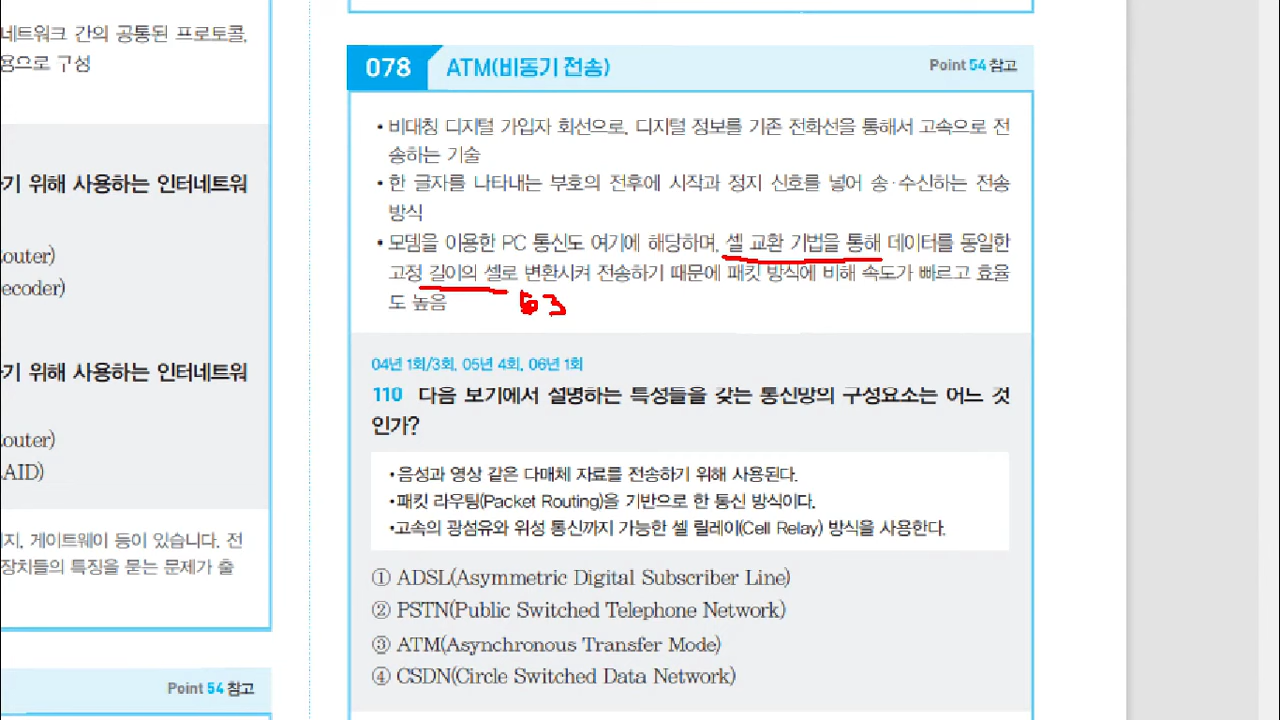 네트워크 간의 공통된 프로토콜,
용으로 구성
기 위해 사용하는 인터네트워
outer)
ecoder)
기 위해 사용하는 인터네트워
outer)
AID)
지, 게이트웨이 등이 있습니다. 전
장치들의 특징을 묻는 문제가 출
Point 54 참고
078 ATM(비동기 전송) Point 54 참고
• 비대칭 디지털 가입자 회선으로, 디지털 정보를 기존 전화선을 통해서 고속으로 전
송하는 기술
• 한 글자를 나타내는 부호의 전후에 시작과 정지 신호를 넣어 송·수신하는 전송
방식
• 모뎀을 이용한 PC 통신도 여기에 해당하며, 셀 교환 기법을 통해 데이터를 동일한
고정 길이의 셀로 변환시켜 전송하기 때문에 패킷 방식에 비해 속도가 빠르고 효율
도 높음
04년 1회/3회, 05년 4회, 06년 1회
110 다음 보기에서 설명하는 특성들을 갖는 통신망의 구성요소는 어느 것
인가?
•음성과 영상 같은 다매체 자료를 전송하기 위해 사용된다.
•패킷 라우팅(Packet Routing)을 기반으로 한 통신 방식이다.
•고속의 광섬유와 위성 통신까지 가능한 셀 릴레이(Cell Relay) 방식을 사용한다.
① ADSL(Asymmetric Digital Subscriber Line)
② PSTN(Public Switched Telephone Network)
③ ATM(Asynchronous Transfer Mode)
④ CSDN(Circle Switched Data Network)